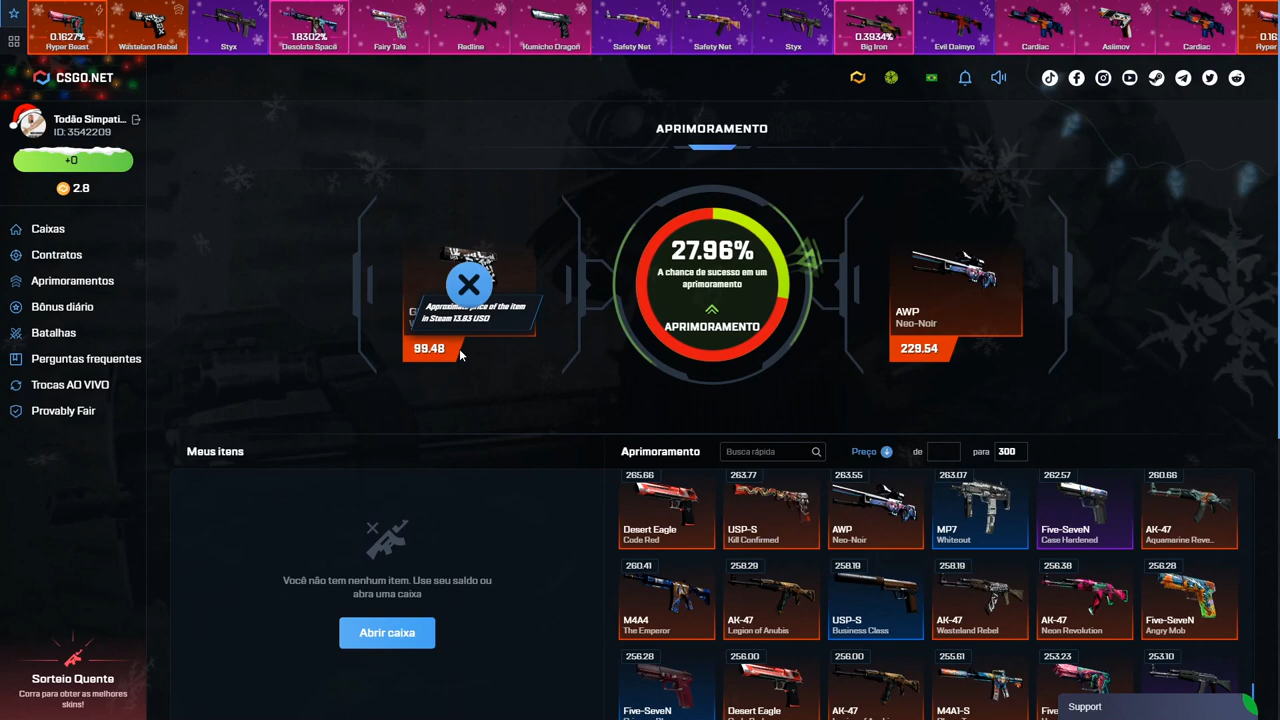 0.1627%
Hyper Beast
Wasteland Rebel
Styx
1.8302%
Desolate Space
Fairy Tale
Redline
Kumicho Dragon
Safety Net
Safety Net
Styx
0.3934%
Big Iron
Evil Daimyo
Cardiac
Asiimov
Cardiac
0.16
Hyper
CSGO.NET
Todão Simpati...
ID: 3542209
+0
2.8
Caixas
Contratos
Aprimoramentos
Bônus diário
Batalhas
Perguntas frequentes
Trocas AO VIVO
Provably Fair
Sorteio Quente
Corra para obter as melhores
skins!
APRIMORAMENTO
G
W
Approximate price of the item
in Steam 13.83 USD
99.48
27.96%
A chance de sucesso em um
aprimoramento
APRIMORAMENTO
AWP
Neo-Noir
229.54
Meus itens
Você não tem nenhum item. Use seu saldo ou
abra uma caixa
Abrir caixa
Aprimoramento
Busca rápida
Preço
de
para
300
265.66
Desert Eagle
Code Red
263.77
USP-S
Kill Confirmed
263.55
AWP
Neo-Noir
263.07
MP7
Whiteout
262.57
Five-SeveN
Case Hardened
260.66
AK-47
Aquamarine Reve...
260.41
M4A4
The Emperor
258.29
AK-47
Legion of Anubis
258.19
USP-S
Business Class
258.19
AK-47
Wasteland Rebel
256.38
AK-47
Neon Revolution
256.28
Five-SeveN
Angry Mob
256.28
Five-SeveN
256.00
Desert Eagle
256.00
AK-47
255.61
M4A1-S
253.23
Five
253.10
Support